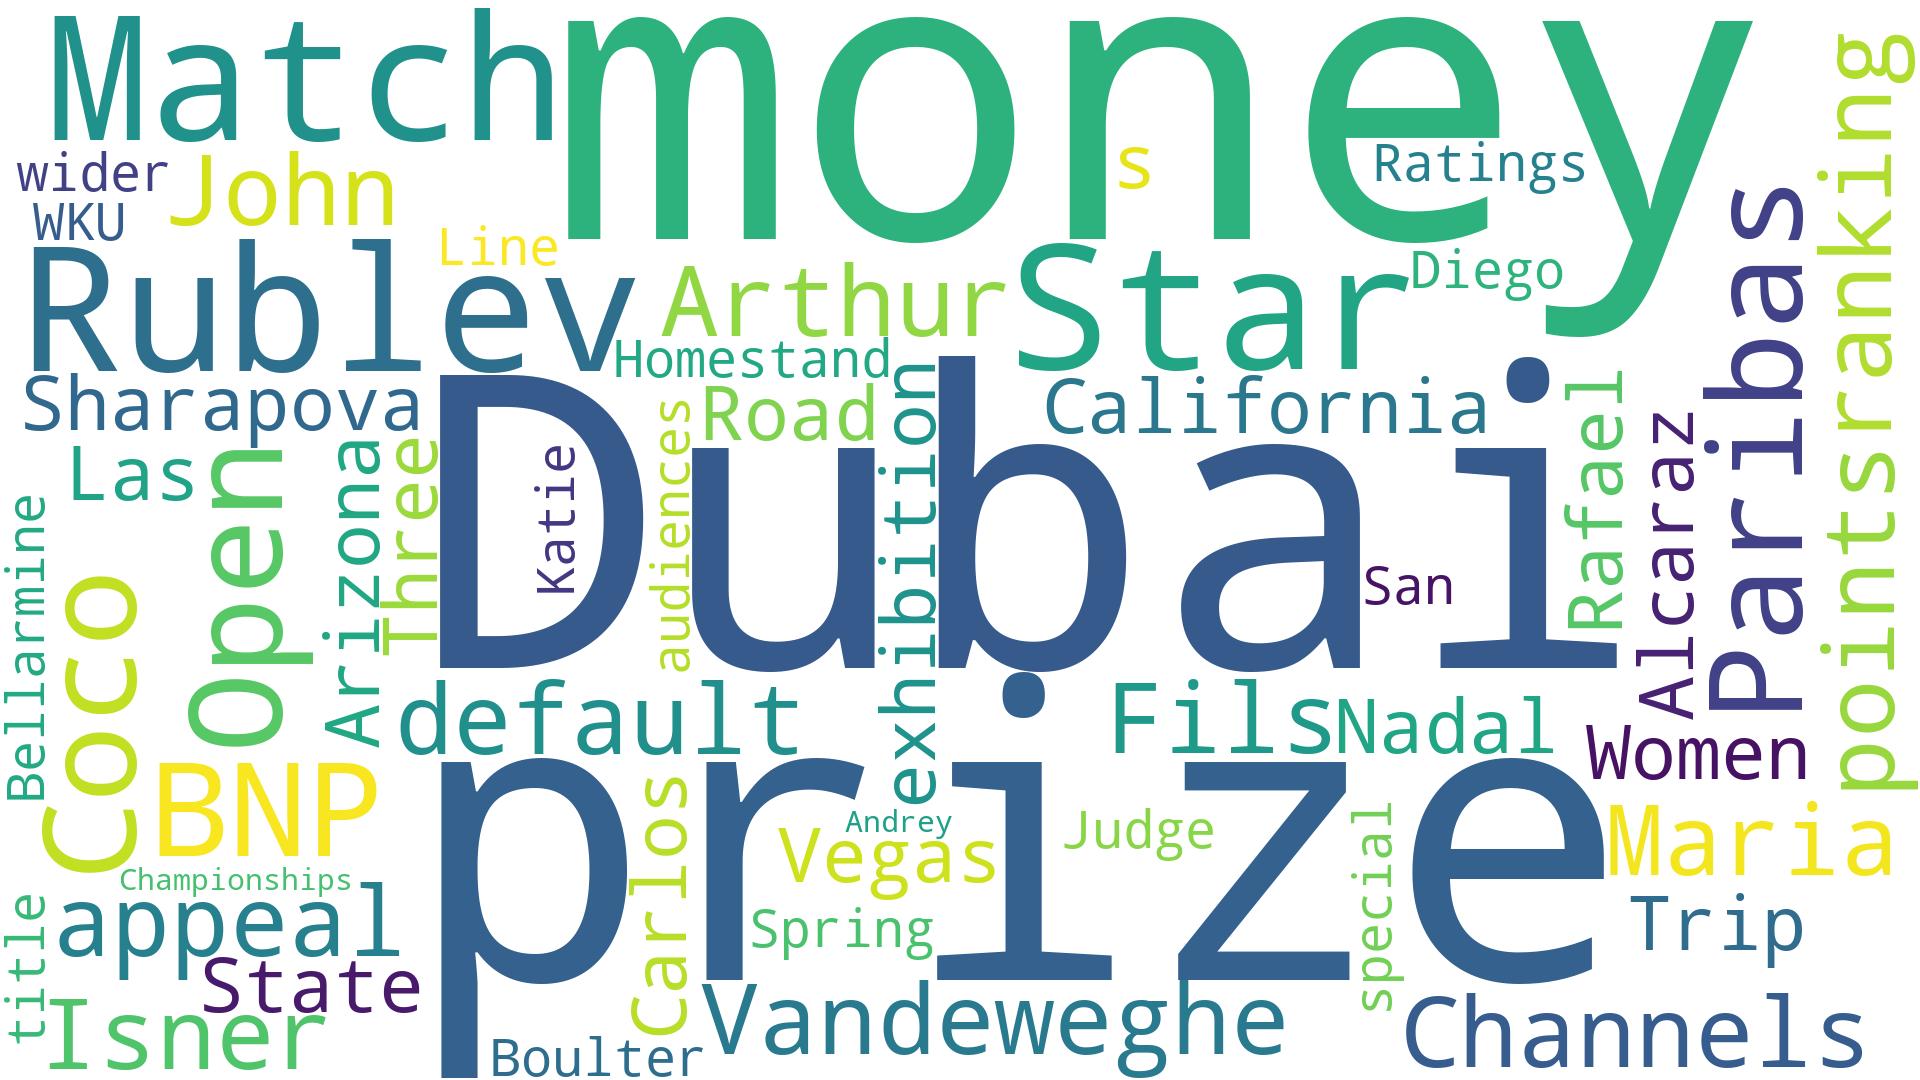 Match
money
wider
John
s
Ratings
WKU
Line
Rublev
Arthur
Star
Diego
Homestand
Sharapova
Road
California
Las
Open
Arizona
Three
Katie
audiences
exhibition
Dubai
San
Rafael
Alcaraz
Paribas
pointsranking
Bellarmine
Coco
default
Fils
Nadal
Women
BNP
prize
Carlos
Andrey
Vegas
Judge
special
Maria
Championships
title
appeal
Spring
Trip
State
Isner
Boulter
Vandeweghe
Channels